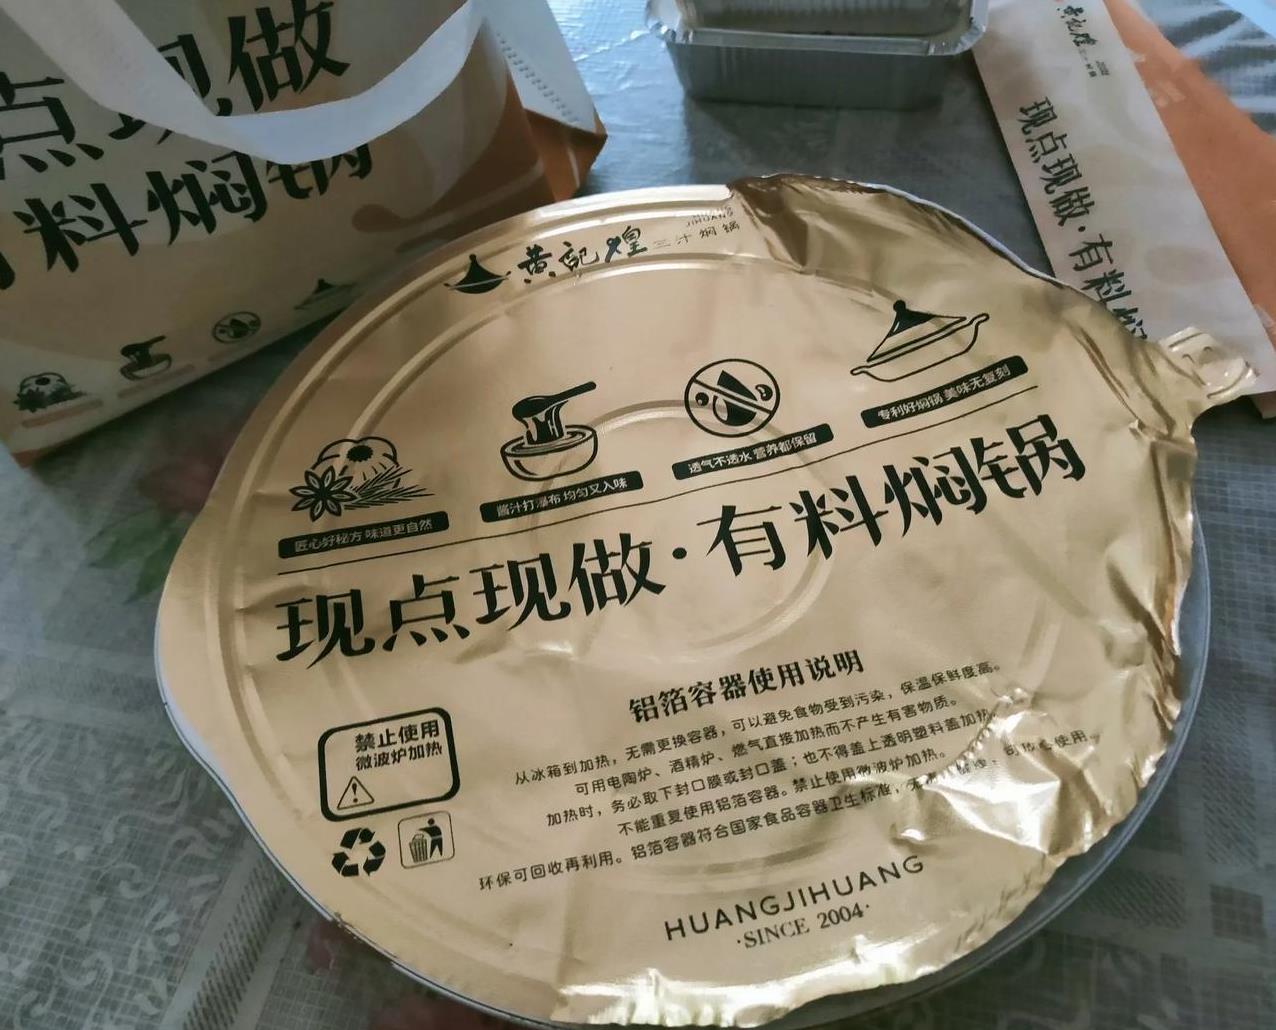 点现做
料焖锅
黄記煌 三汁焖锅
匠心好秘方 味道更自然
酱汁打瀑布 均匀又入味
透气不透水 营养都保留
专利好焖锅 美味无复刻
现点现做·有料焖锅
铝箔容器使用说明
从冰箱到加热，无需更换容器，可以避免食物受到污染，保温保鲜度高。
可用电陶炉、酒精炉、燃气直接加热而不产生有害物质。
加热时，务必取下封口膜或封口盖；也不得盖上透明塑料盖加热
不能重复使用铝箔容器。禁止使用微波炉加热。
环保可回收再利用。铝箔容器符合国家食品容器卫生标准，无 使用。
禁止使用
微波炉加热
HUANGJIHUANG
·SINCE 2004·
黄記煌
现点现做·有料